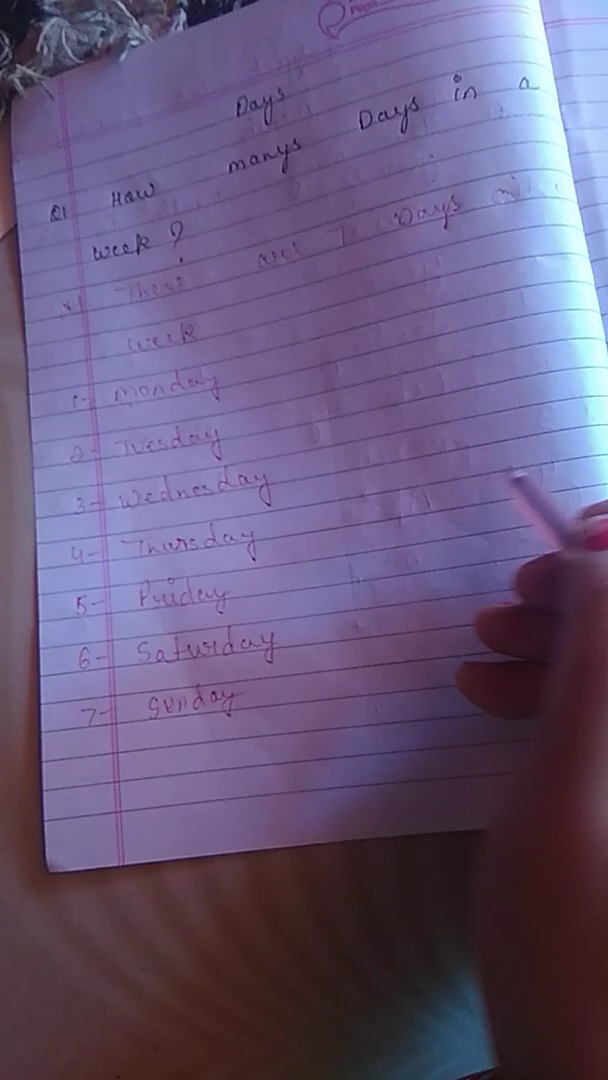 Days
Q1 How manys Days in a
week ?
There are 7 Days in
week
1- Monday
2- Tuesday
3- Wednesday
4- Thursday
5- Friday
6- Saturday
7- Sunday